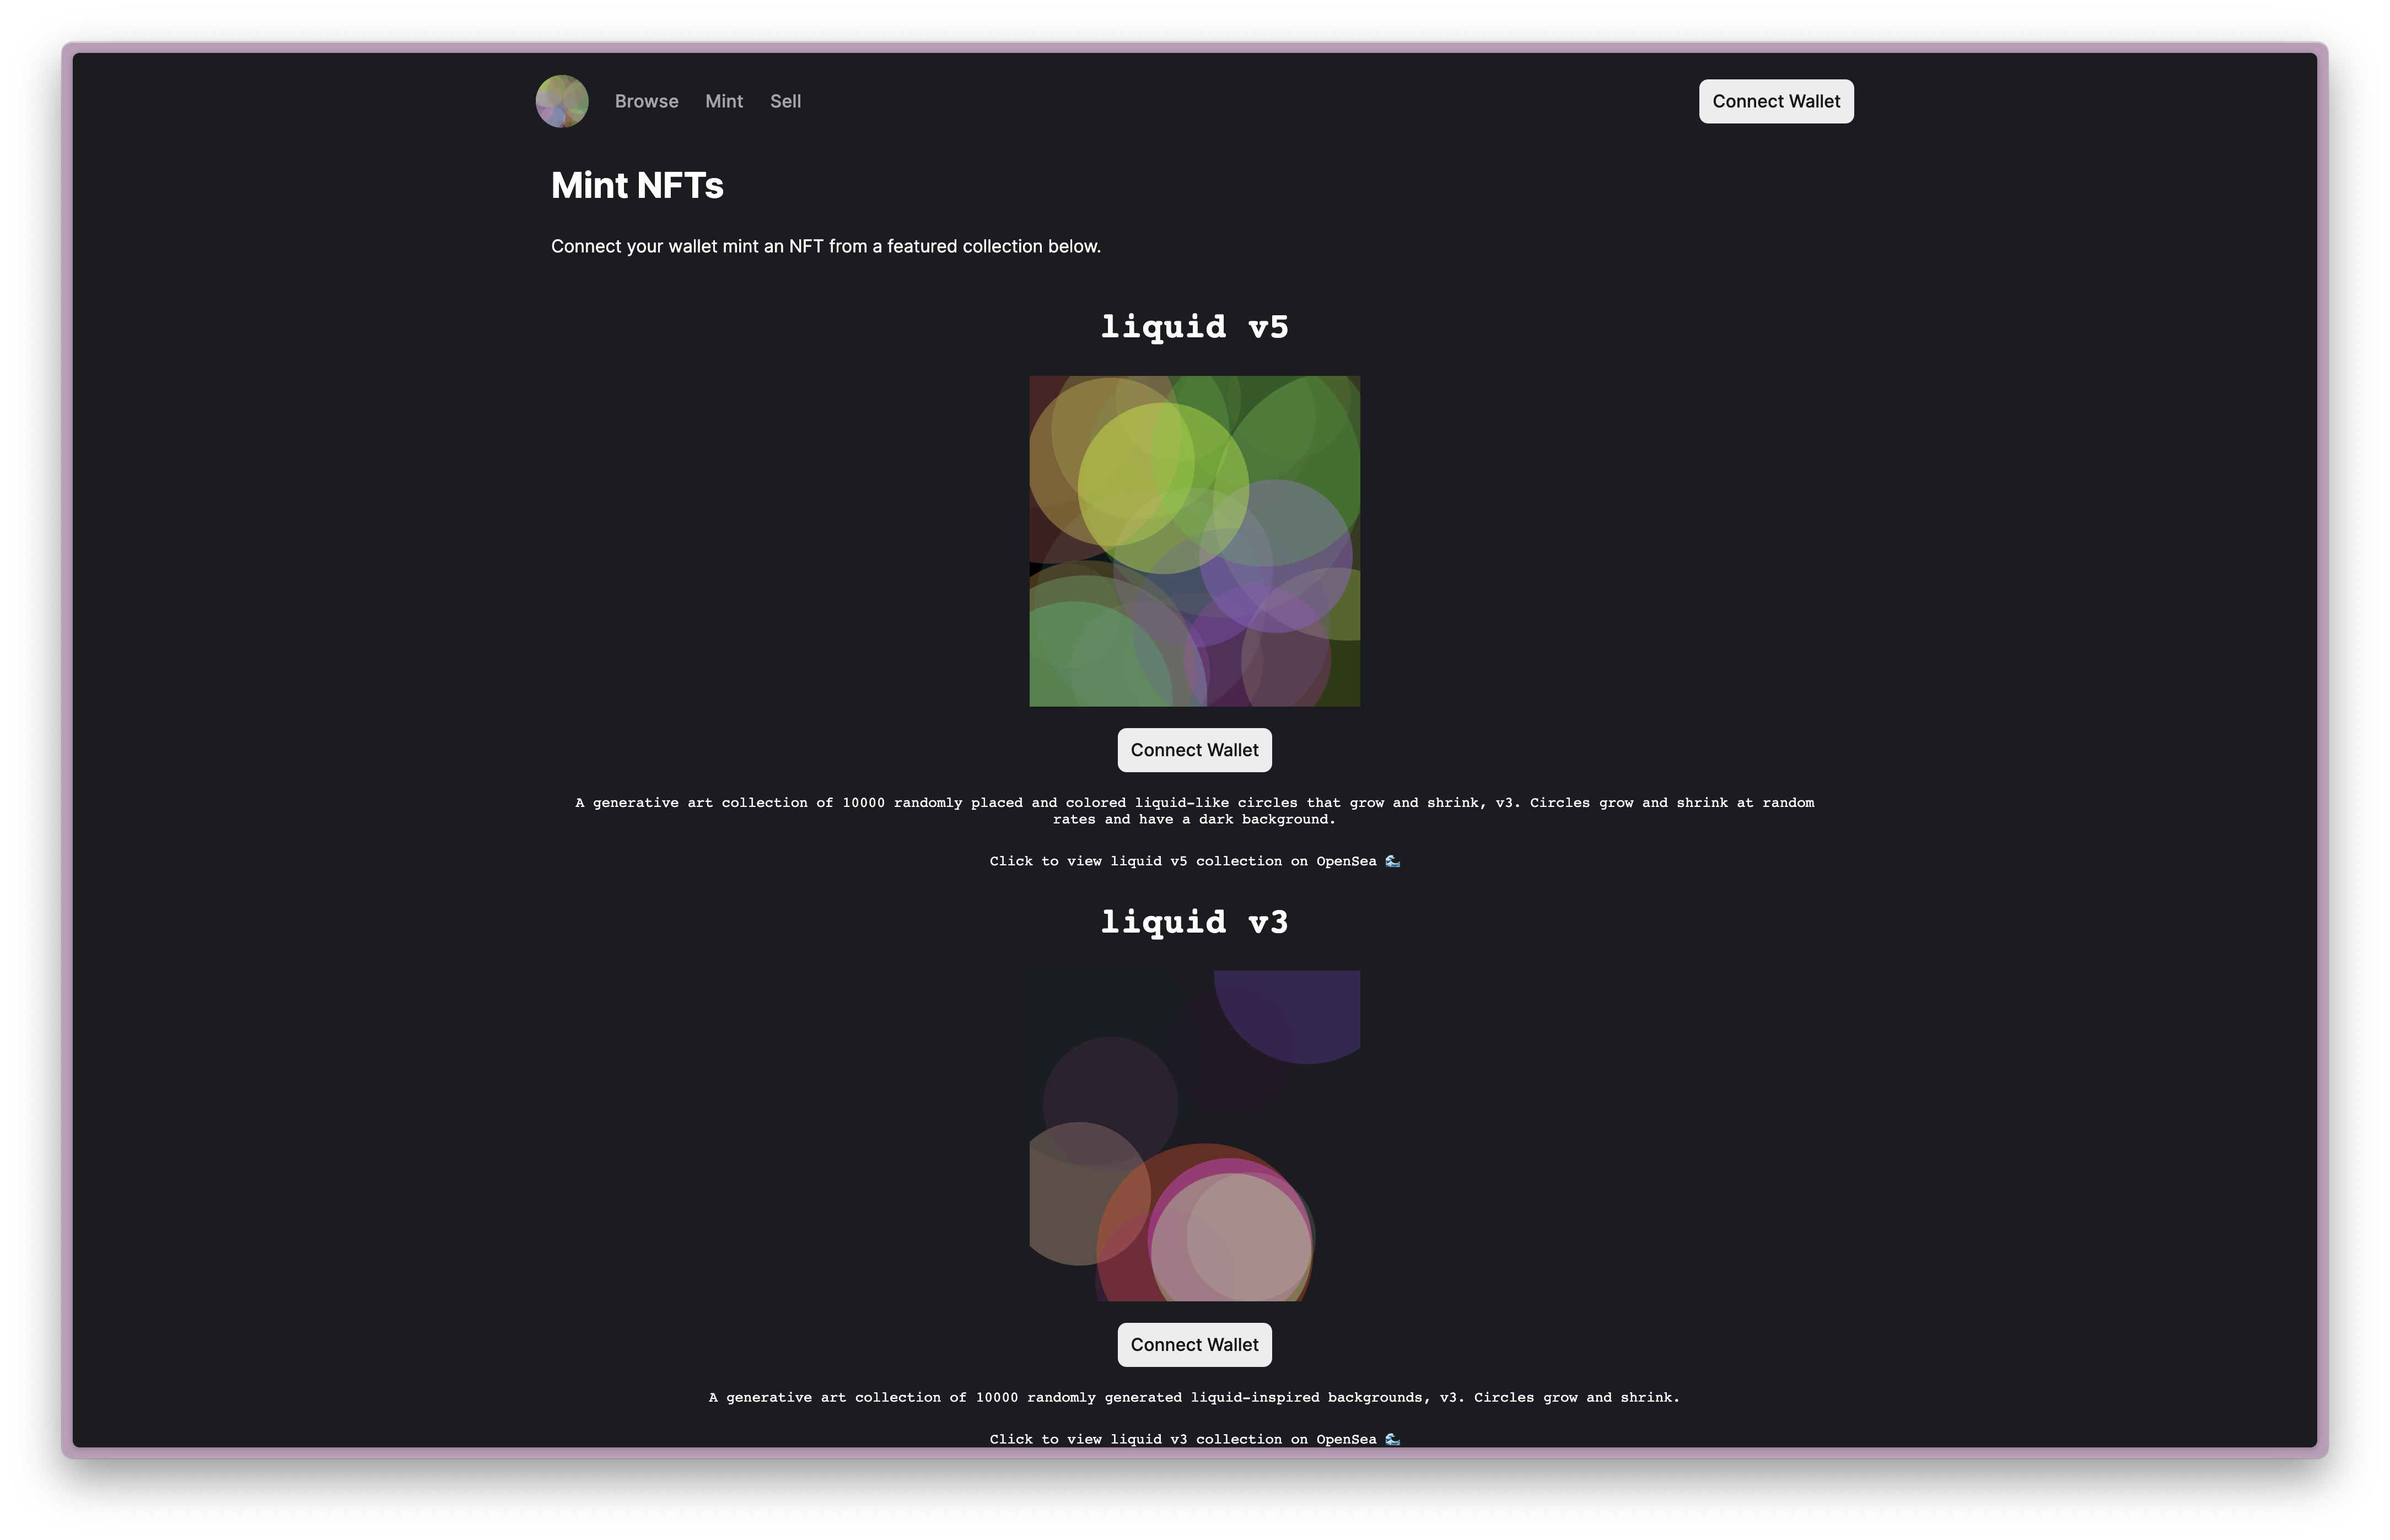 Browse Mint Sell Connect Wallet
Mint NFTs
Connect your wallet mint an NFT from a featured collection below.
liquid v5
Connect Wallet
A generative art collection of 10000 randomly placed and colored liquid-like circles that grow and shrink, v3. Circles grow and shrink at random
rates and have a dark background.
Click to view liquid v5 collection on OpenSea 🌊
liquid v3
Connect Wallet
A generative art collection of 10000 randomly generated liquid-inspired backgrounds, v3. Circles grow and shrink.
Click to view liquid v3 collection on OpenSea 🌊